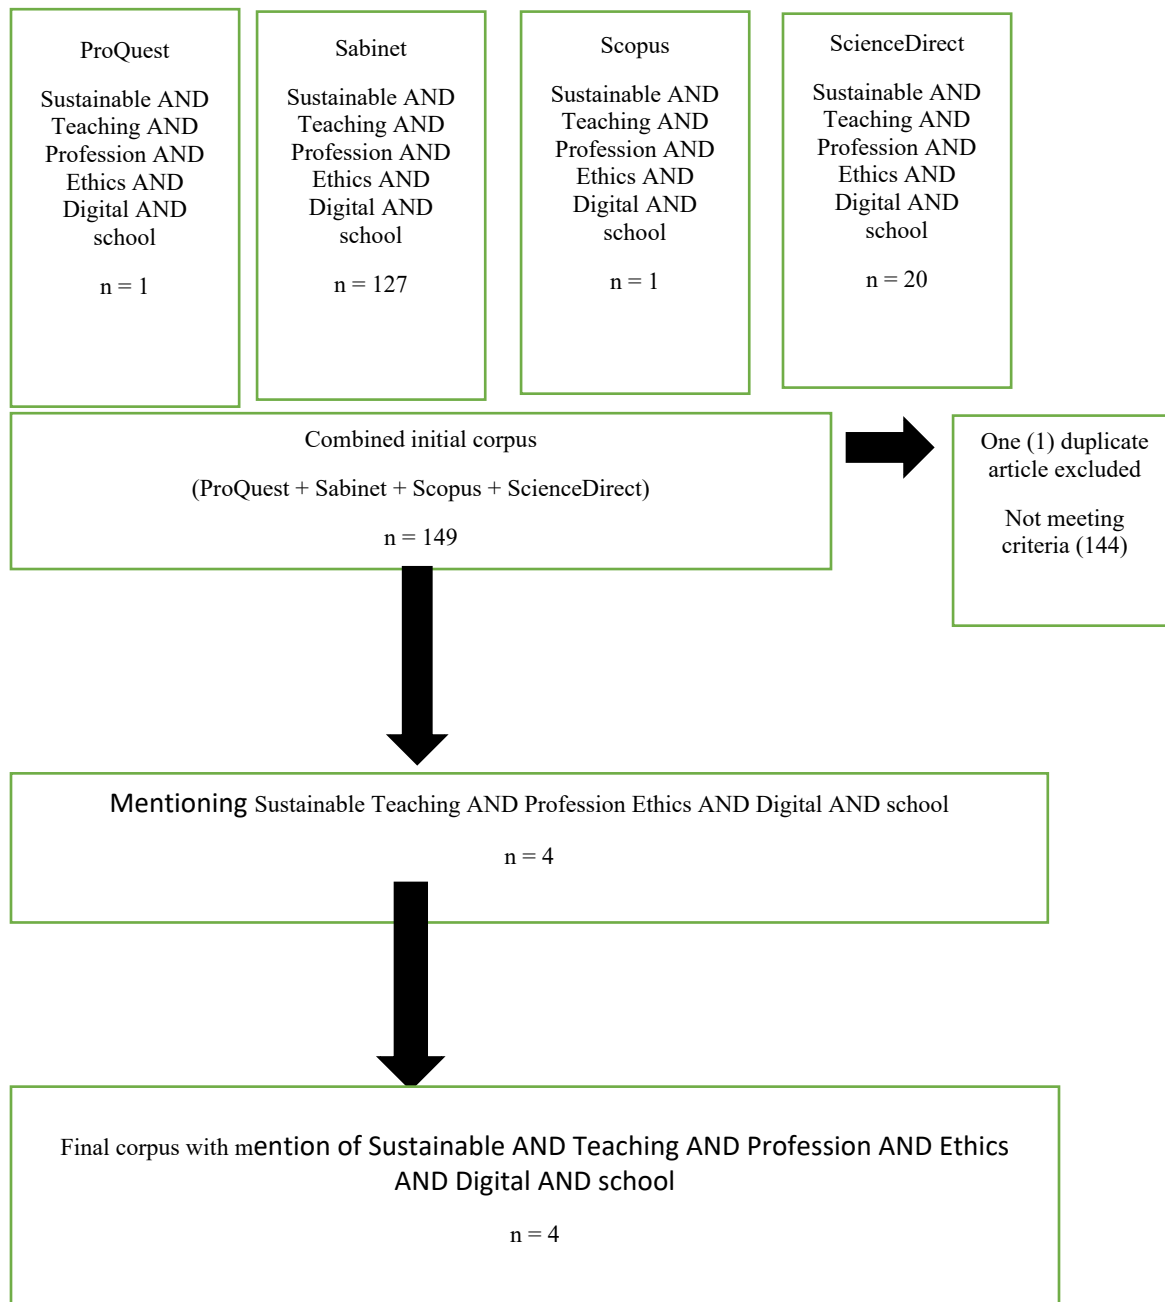 ProQuest
Sustainable AND
Teaching AND
Profession AND
Ethics AND
Digital AND
school
n = 1
Sabinet
Sustainable AND
Teaching AND
Profession AND
Ethics AND
Digital AND
school
n = 127
Scopus
Sustainable AND
Teaching AND
Profession AND
Ethics AND
Digital AND
school
n = 1
ScienceDirect
Sustainable AND
Teaching AND
Profession AND
Ethics AND
Digital AND
school
n = 20
Combined initial corpus
(ProQuest + Sabinet + Scopus + ScienceDirect)
n = 149
One (1) duplicate
article excluded
Not meeting
criteria (144)
Mentioning Sustainable Teaching AND Profession Ethics AND Digital AND school
n = 4
Final corpus with mention of Sustainable AND Teaching AND Profession AND Ethics
AND Digital AND school
n = 4